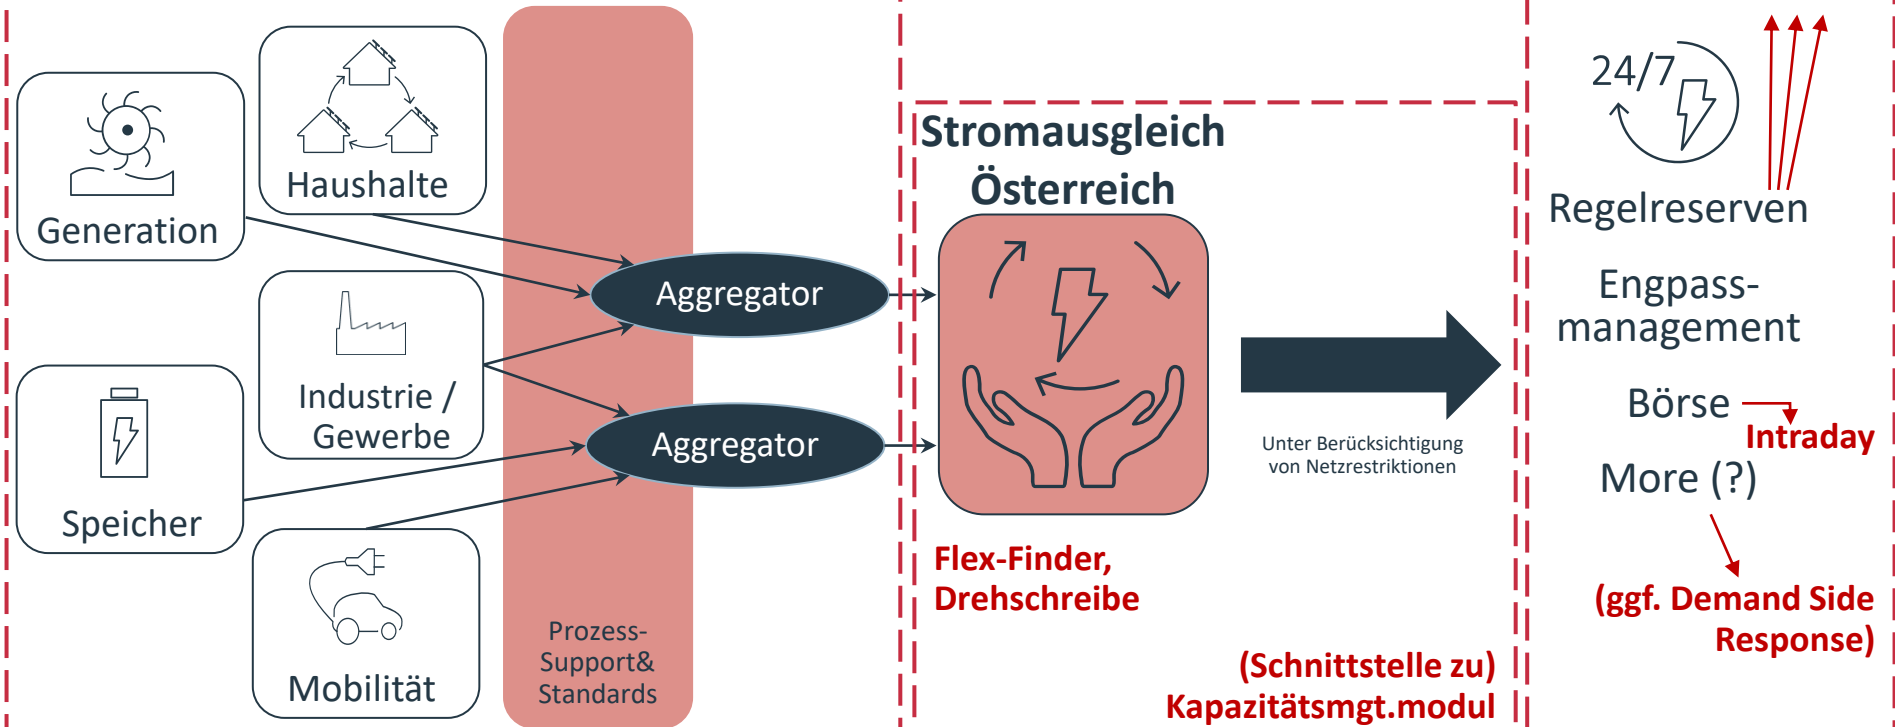 Generation
Haushalte
Industrie /
Gewerbe
Speicher
Mobilität
Prozess-
Support&
Standards
Aggregator
Aggregator
Stromausgleich
Österreich
Flex-Finder,
Drehschreibe
(Schnittstelle zu)
Kapazitätsmgt.modul
Unter Berücksichtigung
von Netzrestriktionen
24/7
Regelreserven
Engpass-
management
Börse
Intraday
More (?)
(ggf. Demand Side
Response)